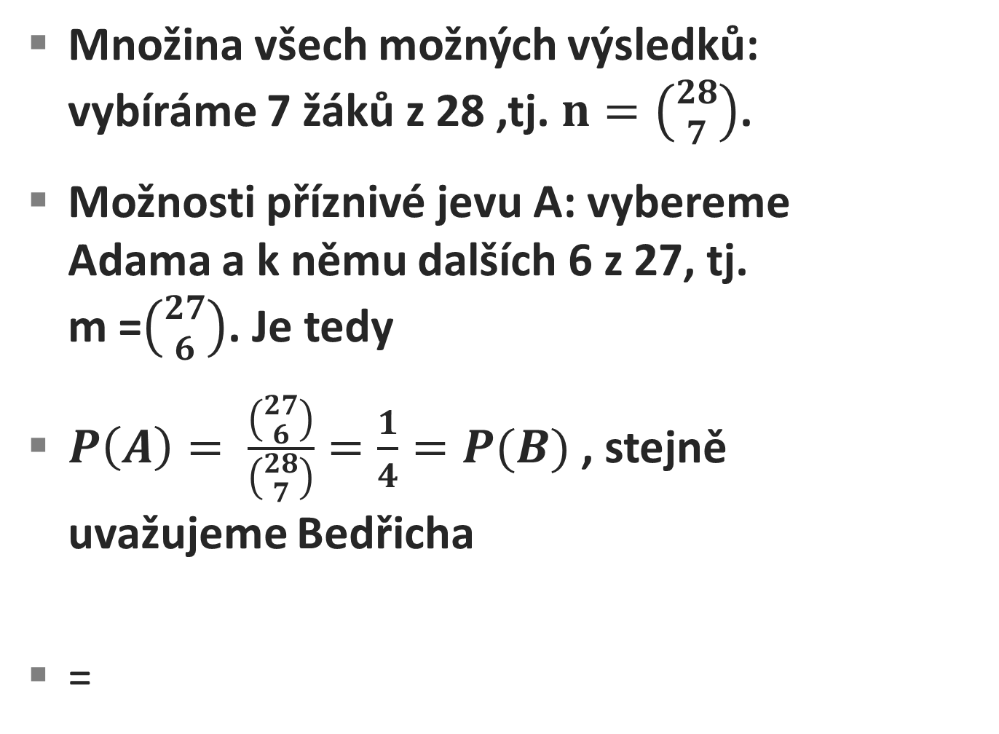 ▪ Množina všech možných výsledků:
vybíráme 7 žáků z 28 ,tj. n = \binom{28}{7}.
▪ Možnosti příznivé jevu A: vybereme
Adama a k němu dalších 6 z 27, tj.
m =\binom{27}{6}. Je tedy
▪ P(A) = \frac{\binom{27}{6}}{\binom{28}{7}} = \frac{1}{4} = P(B) , stejně
uvažujeme Bedřicha
▪ =